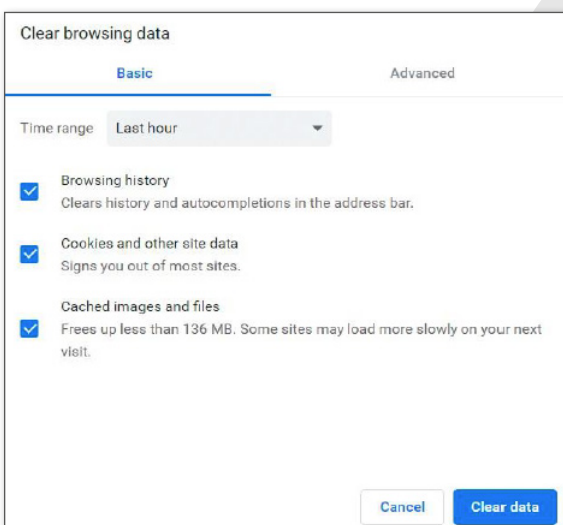 Clear browsing data
Basic Advanced
Time range Last hour
Browsing history
Clears history and autocompletions in the address bar.
Cookies and other site data
Signs you out of most sites.
Cached images and files
Frees up less than 136 MB. Some sites may load more slowly on your next
visit.
Cancel Clear data